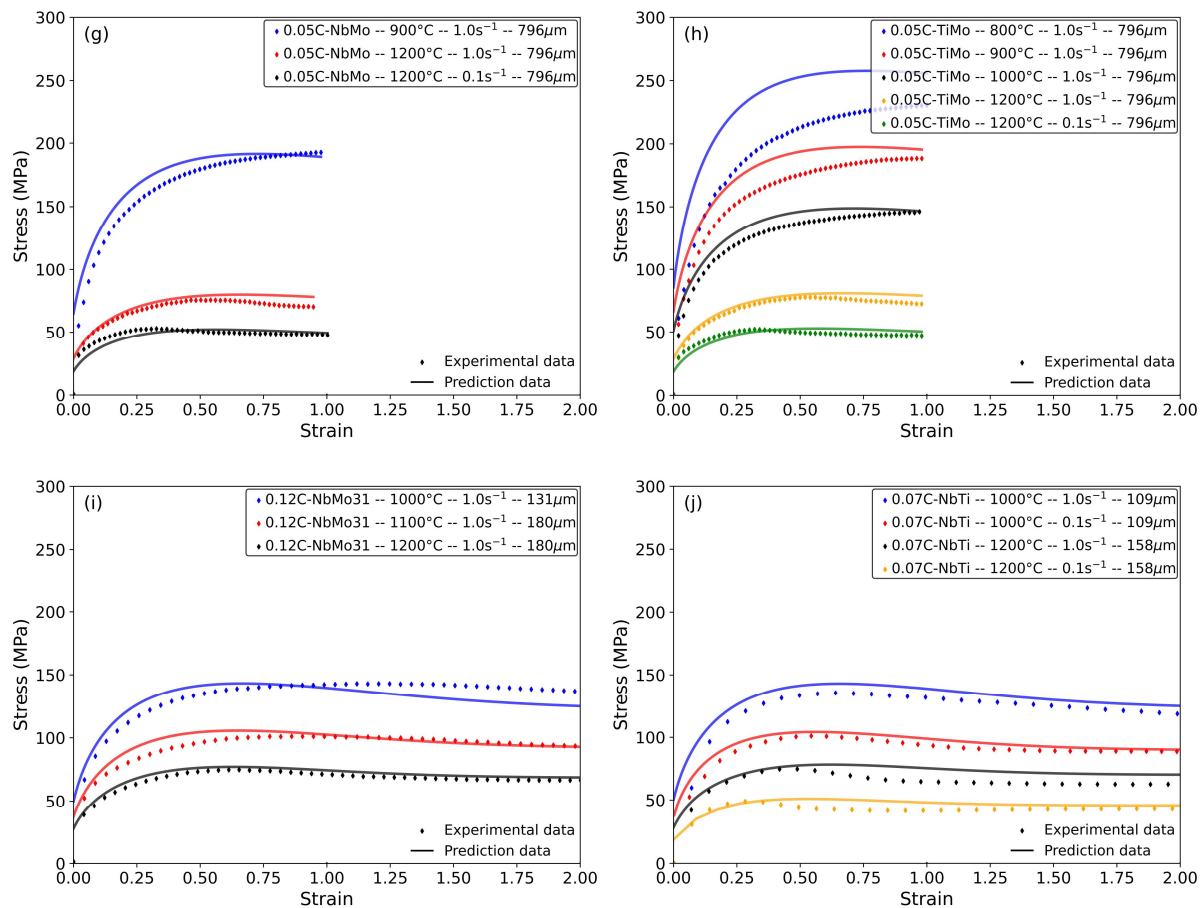 (g)
0.05C-NbMo -- 900°C -- 1.0s⁻¹ -- 796μm
0.05C-NbMo -- 1200°C -- 1.0s⁻¹ -- 796μm
0.05C-NbMo -- 1200°C -- 0.1s⁻¹ -- 796μm
300
250
200
150
100
50
0
Stress (MPa)
Experimental data
Prediction data
0.00 0.25 0.50 0.75 1.00 1.25 1.50 1.75 2.00
Strain
(h)
0.05C-TiMo -- 800°C -- 1.0s⁻¹ -- 796μm
0.05C-TiMo -- 900°C -- 1.0s⁻¹ -- 796μm
0.05C-TiMo -- 1000°C -- 1.0s⁻¹ -- 796μm
0.05C-TiMo -- 1200°C -- 1.0s⁻¹ -- 796μm
0.05C-TiMo -- 1200°C -- 0.1s⁻¹ -- 796μm
300
250
200
150
100
50
0
Stress (MPa)
Experimental data
Prediction data
0.00 0.25 0.50 0.75 1.00 1.25 1.50 1.75 2.00
Strain
(i)
0.12C-NbMo31 -- 1000°C -- 1.0s⁻¹ -- 131μm
0.12C-NbMo31 -- 1100°C -- 1.0s⁻¹ -- 180μm
0.12C-NbMo31 -- 1200°C -- 1.0s⁻¹ -- 180μm
300
250
200
150
100
50
0
Stress (MPa)
Experimental data
Prediction data
0.00 0.25 0.50 0.75 1.00 1.25 1.50 1.75 2.00
Strain
(j)
0.07C-NbTi -- 1000°C -- 1.0s⁻¹ -- 109μm
0.07C-NbTi -- 1000°C -- 0.1s⁻¹ -- 109μm
0.07C-NbTi -- 1200°C -- 1.0s⁻¹ -- 158μm
0.07C-NbTi -- 1200°C -- 0.1s⁻¹ -- 158μm
300
250
200
150
100
50
0
Stress (MPa)
Experimental data
Prediction data
0.00 0.25 0.50 0.75 1.00 1.25 1.50 1.75 2.00
Strain